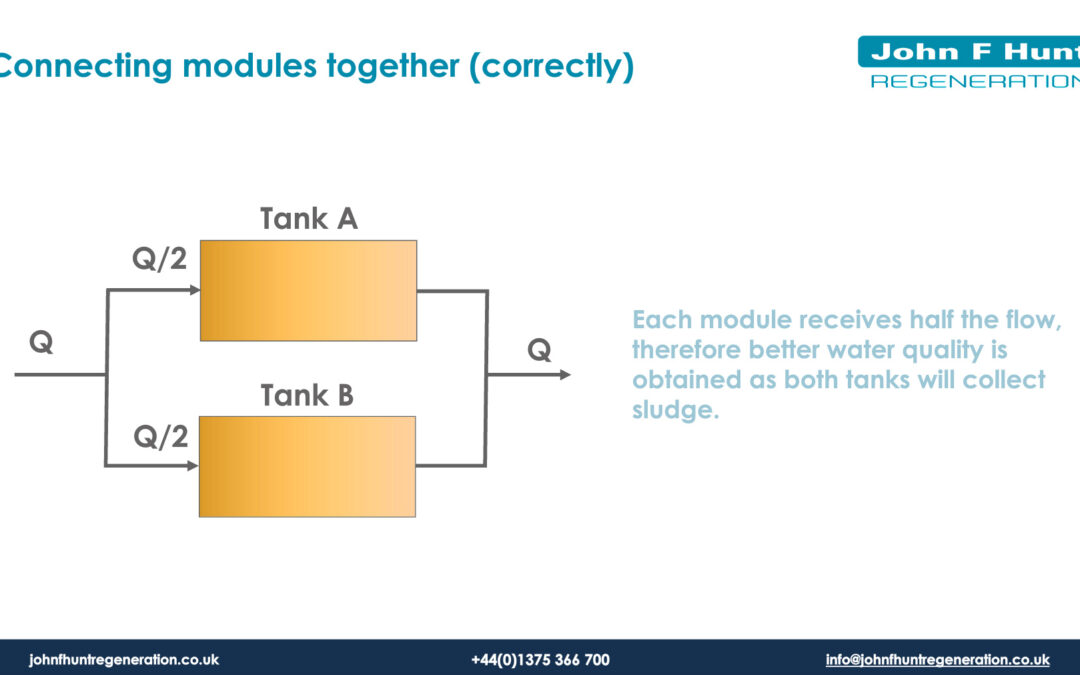 Connecting modules together (correctly)
John F Hunt
REGENERATION
Tank A
Q/2
Q
Q
Tank B
Q/2
Each module receives half the flow,
therefore better water quality is
obtained as both tanks will collect
sludge.
johnfhuntregeneration.co.uk
+44(0)1375 366 700
info@johnfhuntregeneration.co.uk